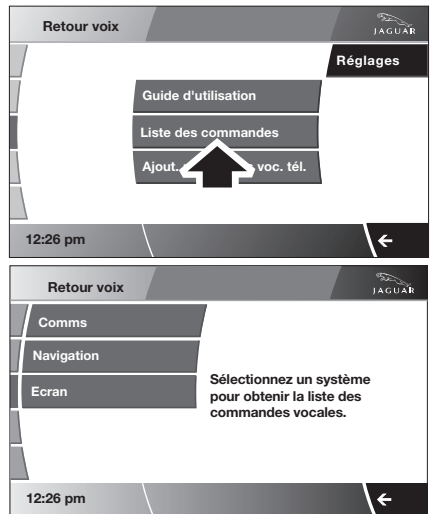 Retour voix
JAGUAR
Réglages
Guide d'utilisation
Liste des commandes
Ajout. voc. tél.
12:26 pm
Retour voix
JAGUAR
Comms
Navigation
Ecran
Sélectionnez un système
pour obtenir la liste des
commandes vocales.
12:26 pm